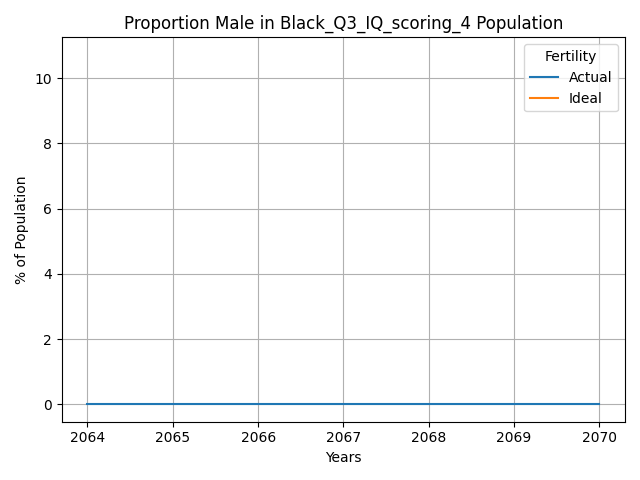 Proportion Male in Black_Q3_IQ_scoring_4 Population
Fertility
Actual
Ideal
10
8
6
4
2
0
% of Population
2064 2065 2066 2067 2068 2069 2070
Years